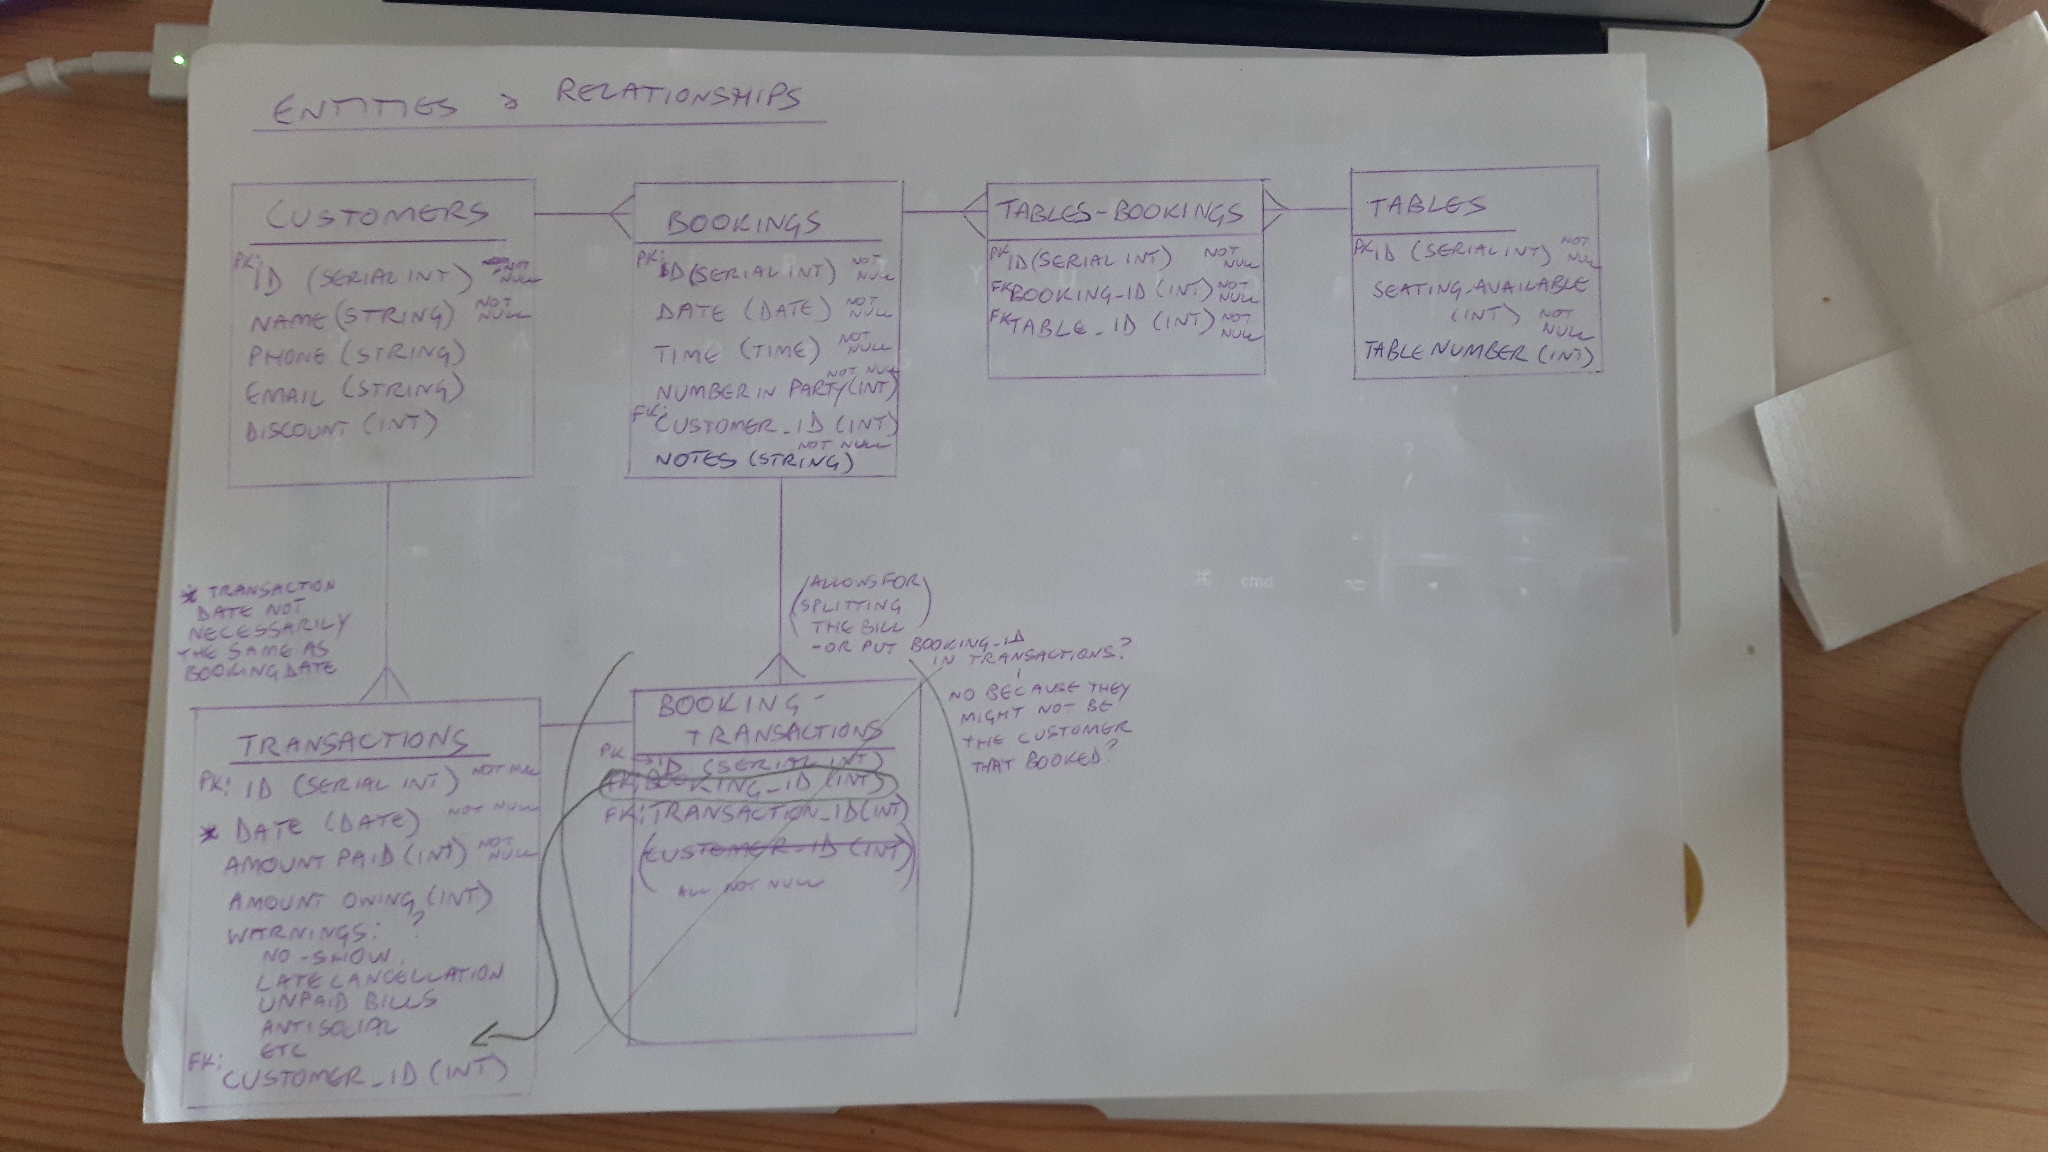 ENTITIES & RELATIONSHIPS
CUSTOMERS
PK: ID (SERIAL INT) NOT NULL
NAME (STRING) NOT NULL
PHONE (STRING)
EMAIL (STRING)
DISCOUNT (INT)
BOOKINGS
PK: ID (SERIAL INT) NOT NULL
DATE (DATE) NOT NULL
TIME (TIME) NOT NULL
NUMBER IN PARTY (INT) NOT NULL
FK: CUSTOMER_ID (INT) NOT NULL
NOTES (STRING)
TABLES-BOOKINGS
PK ID (SERIAL INT) NOT NULL
FK BOOKING_ID (INT) NOT NULL
FK TABLE_ID (INT) NOT NULL
TABLES
PK ID (SERIAL INT) NOT NULL
SEATING_AVAILABLE
(INT) NOT NULL
TABLE NUMBER (INT)
* TRANSACTION
DATE NOT
NECESSARILY
THE SAME AS
BOOKING DATE
(ALLOWS FOR
SPLITTING
THE BILL)
- OR PUT BOOKING_ID
IN TRANSACTIONS?
NO BECAUSE THEY
MIGHT NOT BE
THE CUSTOMER
THAT BOOKED?
TRANSACTIONS
PK: ID (SERIAL INT) NOT NULL
* DATE (DATE) NOT NULL
AMOUNT PAID (INT) NOT NULL
AMOUNT OWING (INT)
WARNINGS:
NO-SHOW
LATE CANCELLATION
UNPAID BILLS
ANTISOCIAL
ETC
FK: CUSTOMER_ID (INT)
BOOKING-
TRANSACTIONS
PK ID (SERIAL INT)
FK: BOOKING_ID (INT)
FK: TRANSACTION_ID (INT)
(CUSTOMER_ID (INT))
( ALL NOT NULL
cmd